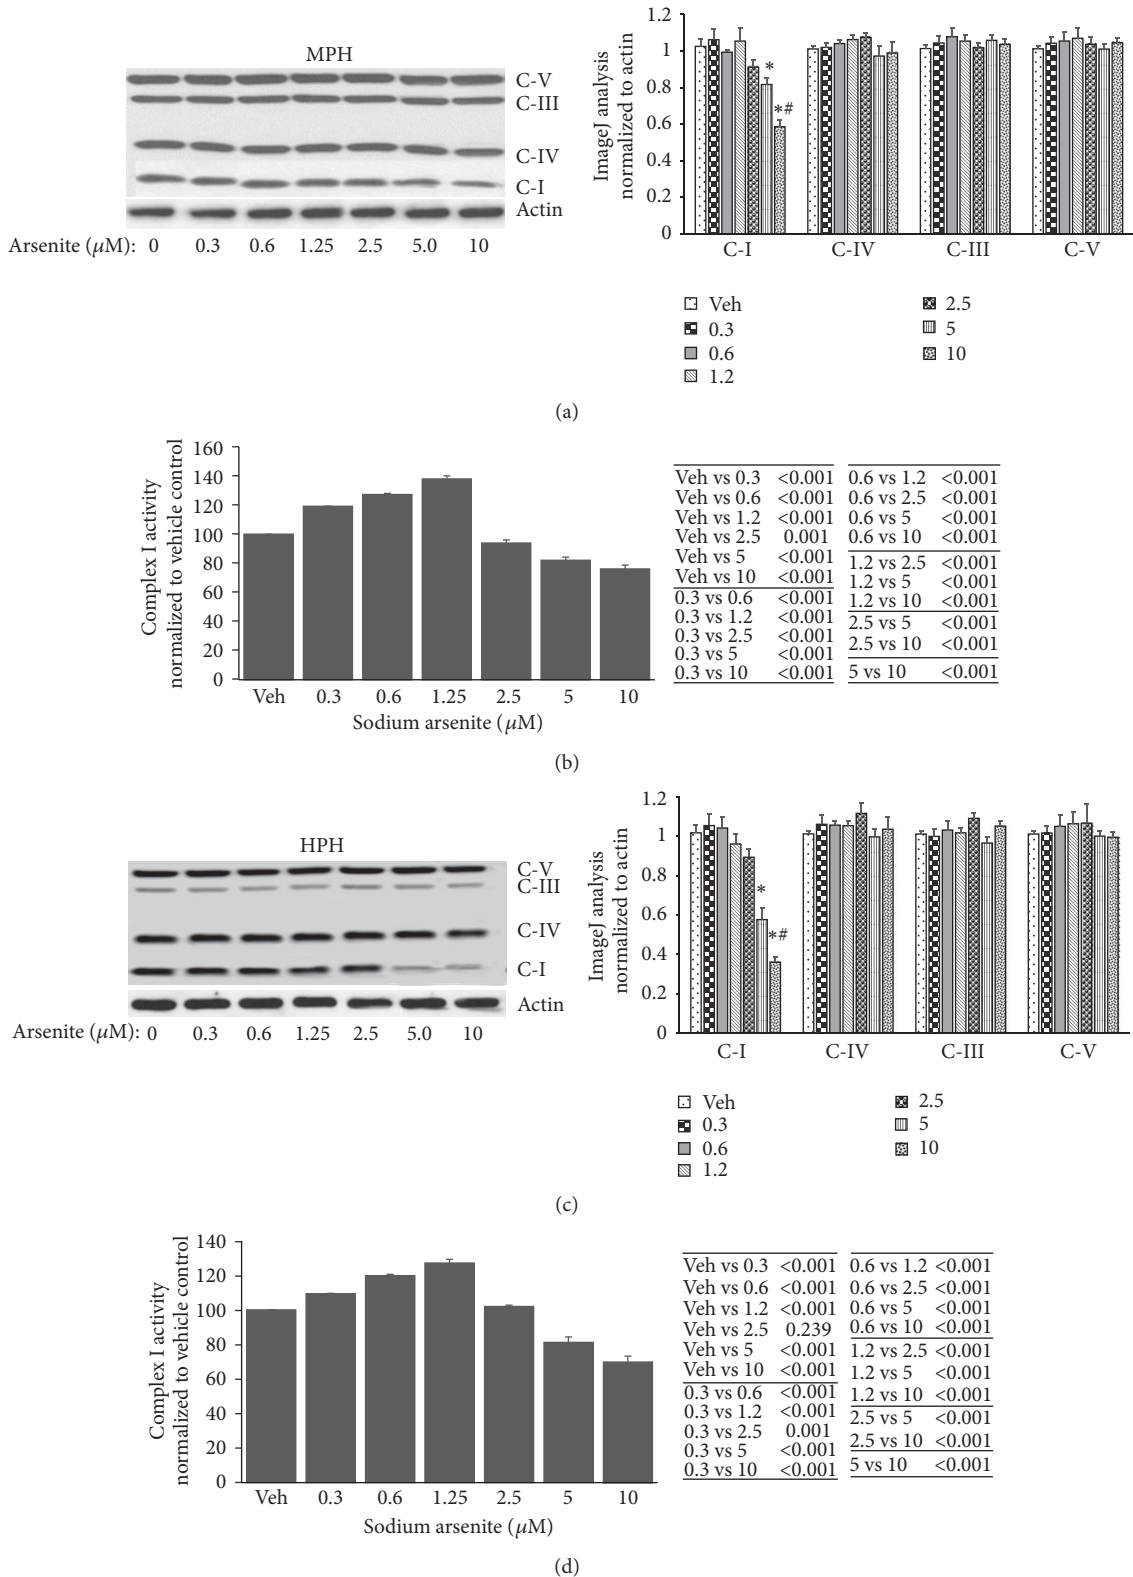 MPH
C-V
C-III
C-IV
C-I
Actin
Arsenite (μM): 0 0.3 0.6 1.25 2.5 5.0 10
ImageJ analysis
normalized to actin
1.2
1
0.8
0.6
0.4
0.2
0
*
*#
C-I C-IV C-III C-V
Veh
0.3
0.6
1.2
2.5
5
10
(a)
Complex I activity
normalized to vehicle control
160
140
120
100
80
60
40
20
0
Veh 0.3 0.6 1.25 2.5 5 10
Sodium arsenite (μM)
Veh vs 0.3 <0.001
Veh vs 0.6 <0.001
Veh vs 1.2 <0.001
Veh vs 2.5 0.001
Veh vs 5 <0.001
Veh vs 10 <0.001
0.3 vs 0.6 <0.001
0.3 vs 1.2 <0.001
0.3 vs 2.5 <0.001
0.3 vs 5 <0.001
0.3 vs 10 <0.001
0.6 vs 1.2 <0.001
0.6 vs 2.5 <0.001
0.6 vs 5 <0.001
0.6 vs 10 <0.001
1.2 vs 2.5 <0.001
1.2 vs 5 <0.001
1.2 vs 10 <0.001
2.5 vs 5 <0.001
2.5 vs 10 <0.001
5 vs 10 <0.001
(b)
HPH
C-V
C-III
C-IV
C-I
Actin
Arsenite (μM): 0 0.3 0.6 1.25 2.5 5.0 10
ImageJ analysis
normalized to actin
1.2
1
0.8
0.6
0.4
0.2
0
*
*#
C-I C-IV C-III C-V
Veh
0.3
0.6
1.2
2.5
5
10
(c)
Complex I activity
normalized to vehicle control
140
120
100
80
60
40
20
0
Veh 0.3 0.6 1.25 2.5 5 10
Sodium arsenite (μM)
Veh vs 0.3 <0.001
Veh vs 0.6 <0.001
Veh vs 1.2 <0.001
Veh vs 2.5 0.239
Veh vs 5 <0.001
Veh vs 10 <0.001
0.3 vs 0.6 <0.001
0.3 vs 1.2 <0.001
0.3 vs 2.5 0.001
0.3 vs 5 <0.001
0.3 vs 10 <0.001
0.6 vs 1.2 <0.001
0.6 vs 2.5 <0.001
0.6 vs 5 <0.001
0.6 vs 10 <0.001
1.2 vs 2.5 <0.001
1.2 vs 5 <0.001
1.2 vs 10 <0.001
2.5 vs 5 <0.001
2.5 vs 10 <0.001
5 vs 10 <0.001
(d)